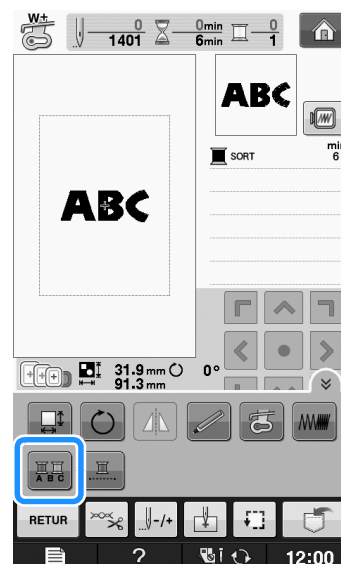 W+
0
1401
0min
6min
0
1
ABC
SORT
min
6
ABC
31.9 mm
0°
91.3 mm
A B C
RETUR
-/+
?
12:00